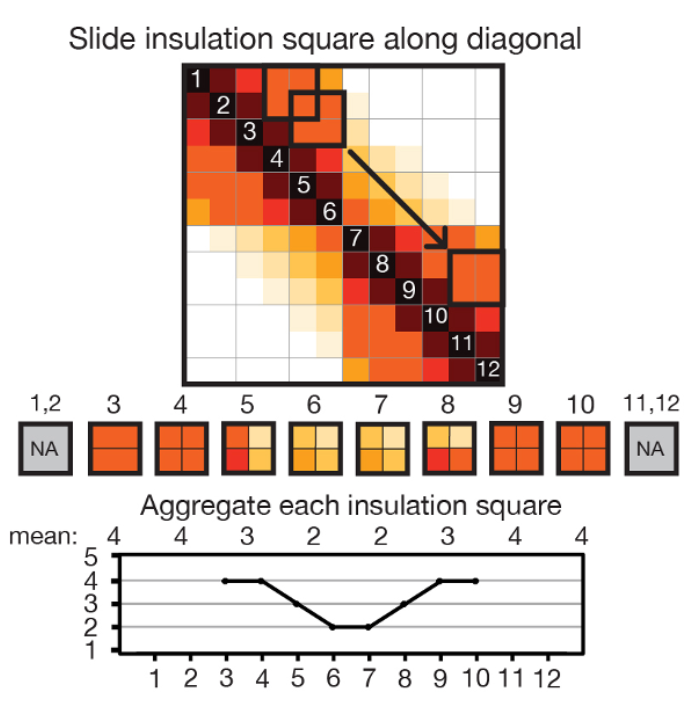 Slide insulation square along diagonal
1
2
3
4
5
6
7
8
9
10
11
12
1,2 3 4 5 6 7 8 9 10 11,12
NA NA
Aggregate each insulation square
mean: 4 4 3 2 2 3 4 4
5
4
3
2
1
1 2 3 4 5 6 7 8 9 10 11 12